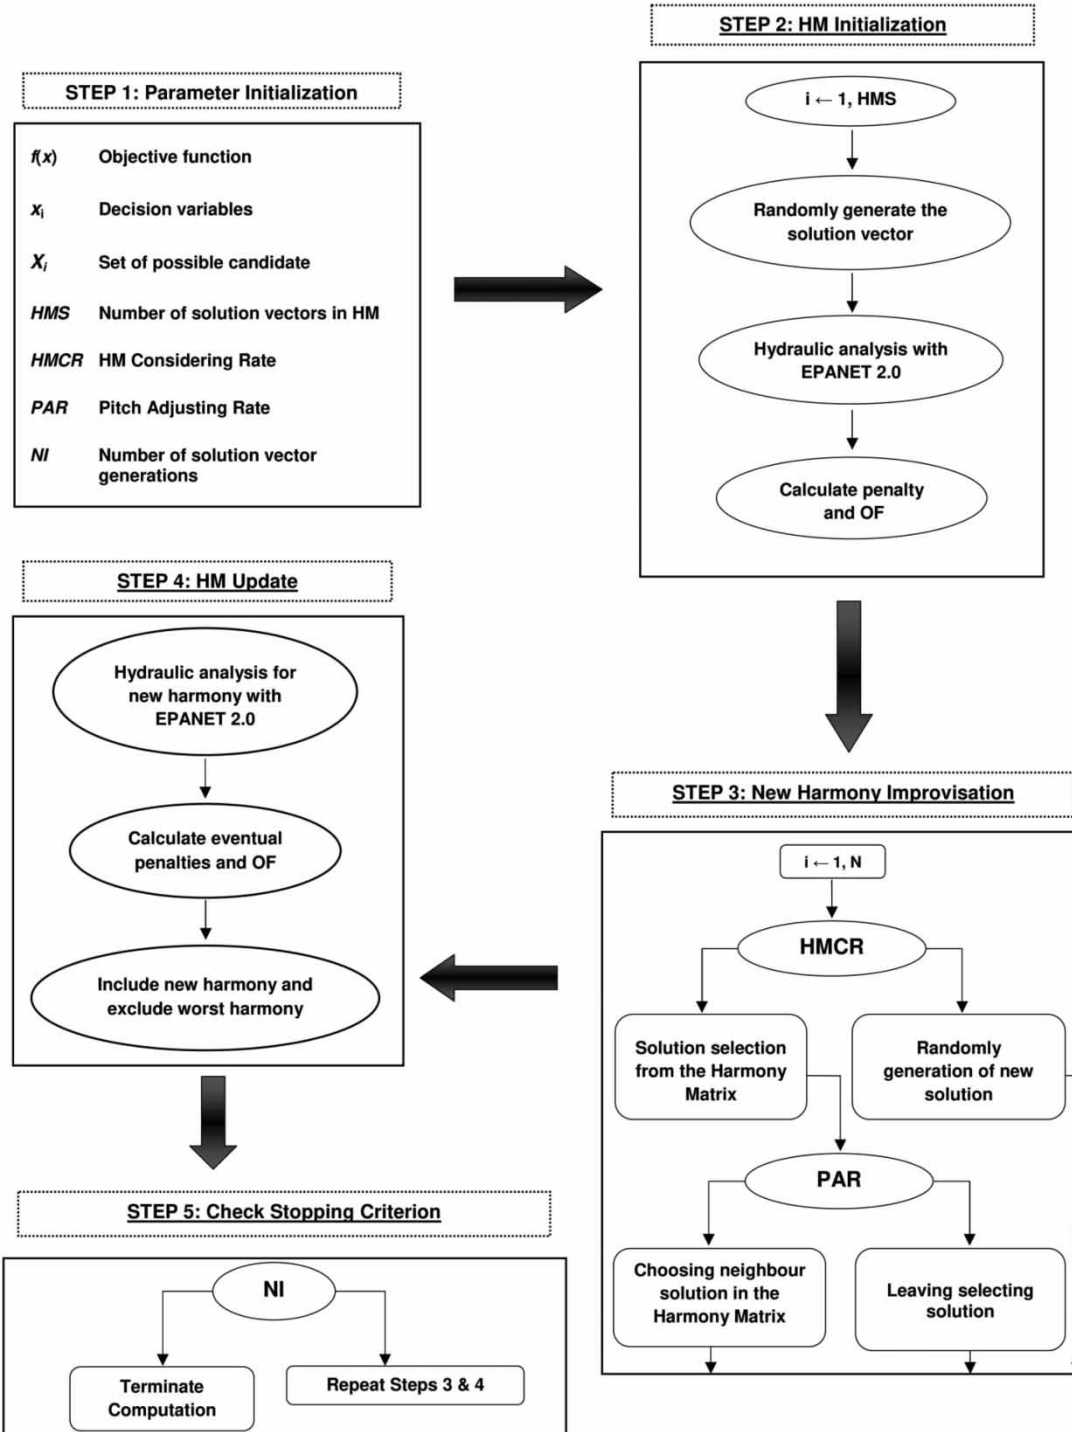 STEP 1: Parameter Initialization
f(x) Objective function
xi Decision variables
Xi Set of possible candidate
HMS Number of solution vectors in HM
HMCR HM Considering Rate
PAR Pitch Adjusting Rate
NI Number of solution vector
generations
STEP 2: HM Initialization
i ← 1, HMS
Randomly generate the
solution vector
Hydraulic analysis with
EPANET 2.0
Calculate penalty
and OF
STEP 3: New Harmony Improvisation
i ← 1, N
HMCR
Solution selection
from the Harmony
Matrix
Randomly
generation of new
solution
PAR
Choosing neighbour
solution in the
Harmony Matrix
Leaving selecting
solution
STEP 4: HM Update
Hydraulic analysis for
new harmony with
EPANET 2.0
Calculate eventual
penalties and OF
Include new harmony and
exclude worst harmony
STEP 5: Check Stopping Criterion
NI
Terminate
Computation
Repeat Steps 3 & 4